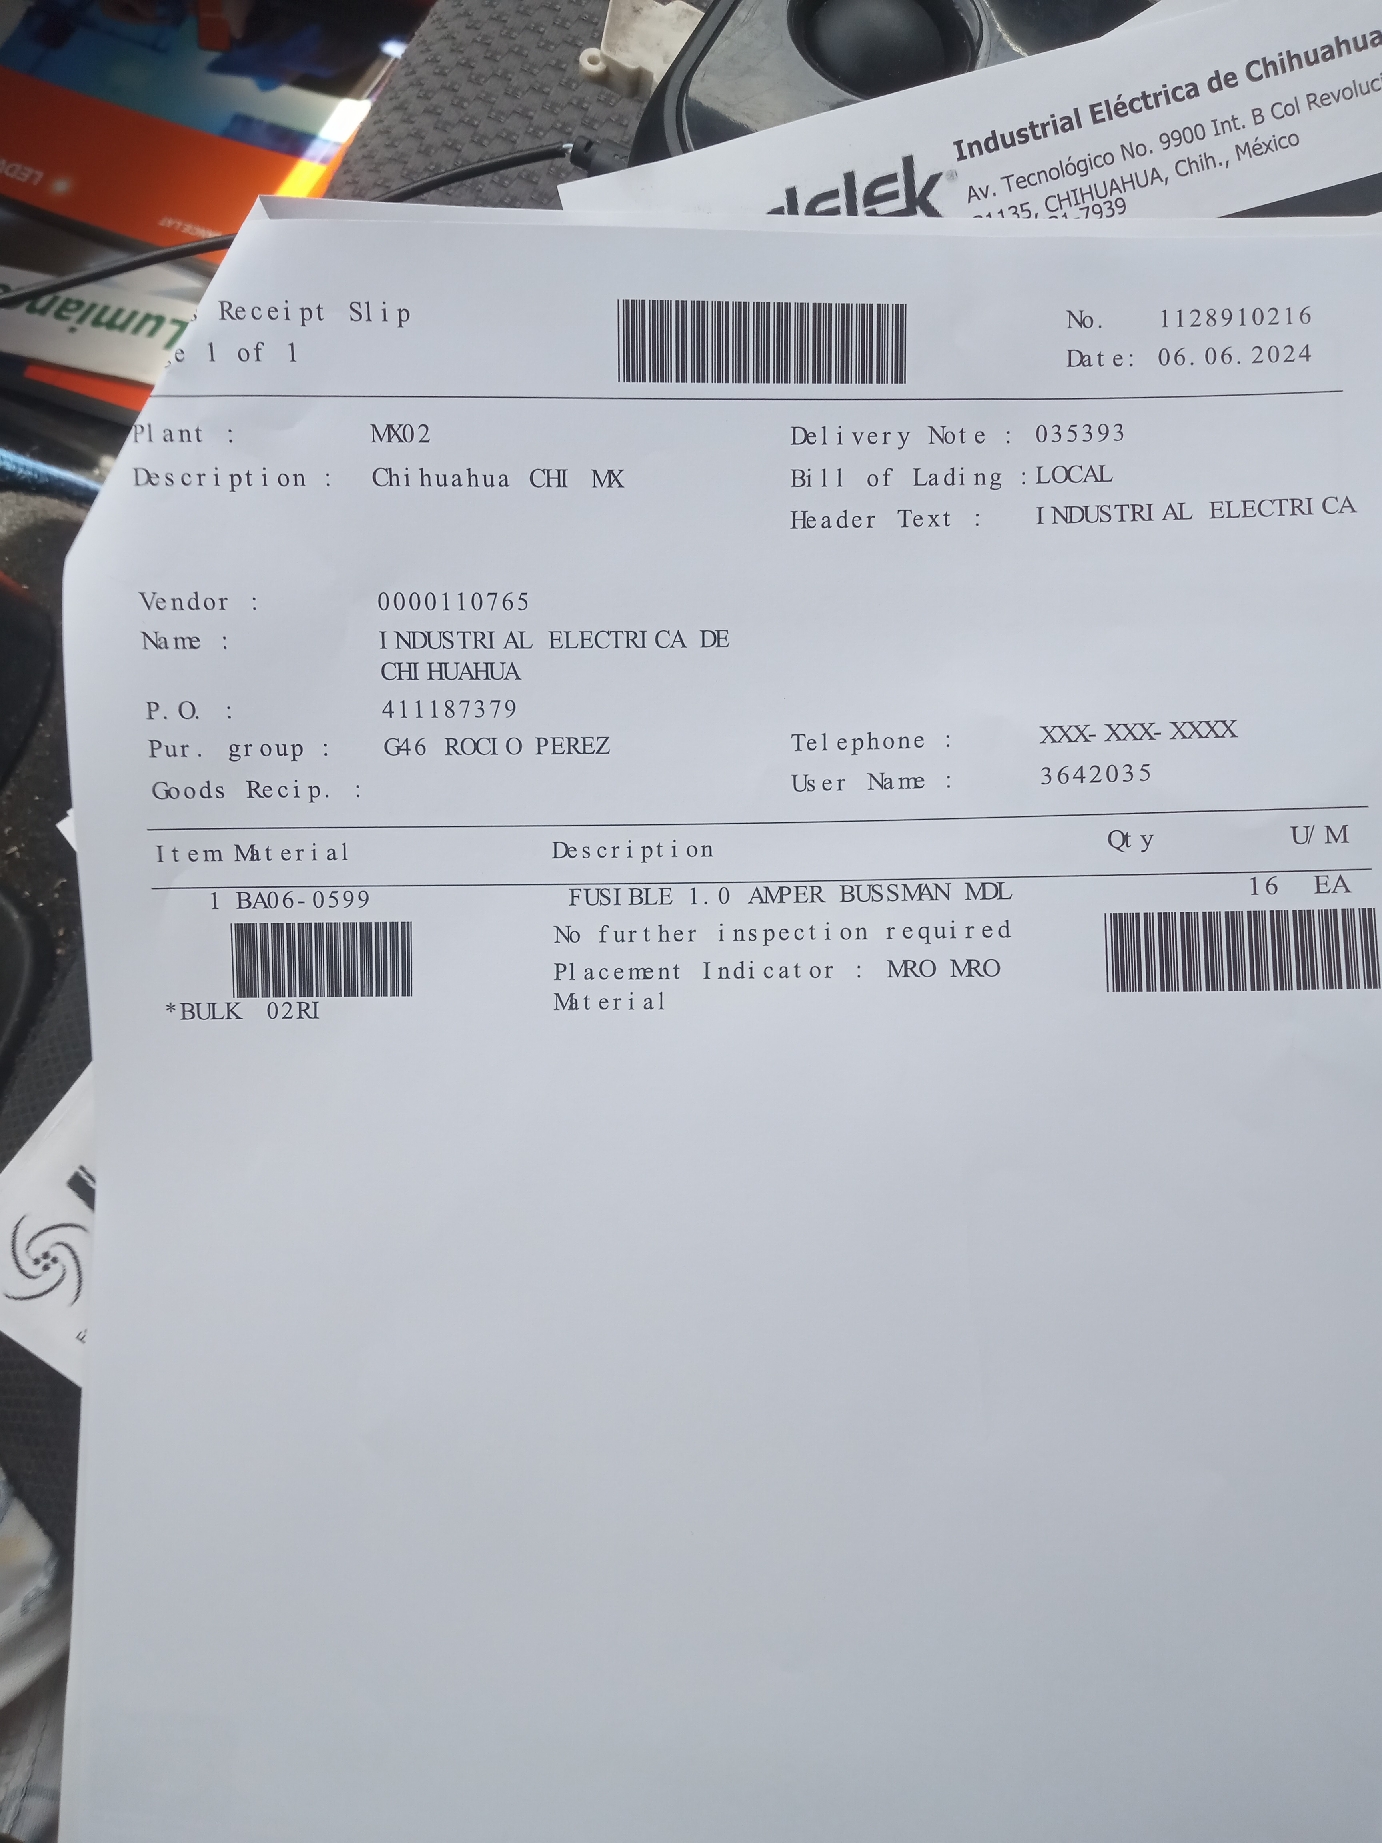 Industrial Eléctrica de Chihuahua
Av. Tecnológico No. 9900 Int. B Col
CHIHUAHUA, Chih., México
Receipt Slip
1 of 1
No. 1128910216
Date: 06.06.2024
Plant : MX02
Delivery Note : 035393
Description : Chihuahua CHI MX
Bill of Lading : LOCAL
Header Text : INDUSTRIAL ELECTRICA
Vendor : 0000110765
Name : INDUSTRIAL ELECTRICA DE
CHIHUAHUA
P.O. : 411187379
Pur. group : G46 ROCIO PEREZ
Telephone : XXX-XXX-XXXX
Goods Recip. :
User Name : 3642035
Item Material Description Qty U/M
1 BA06-0599 FUSIBLE 1.0 AMPER BUSSMAN MDL 16 EA
No further inspection required
Placement Indicator : MRO MRO
Material
*BULK 02RI